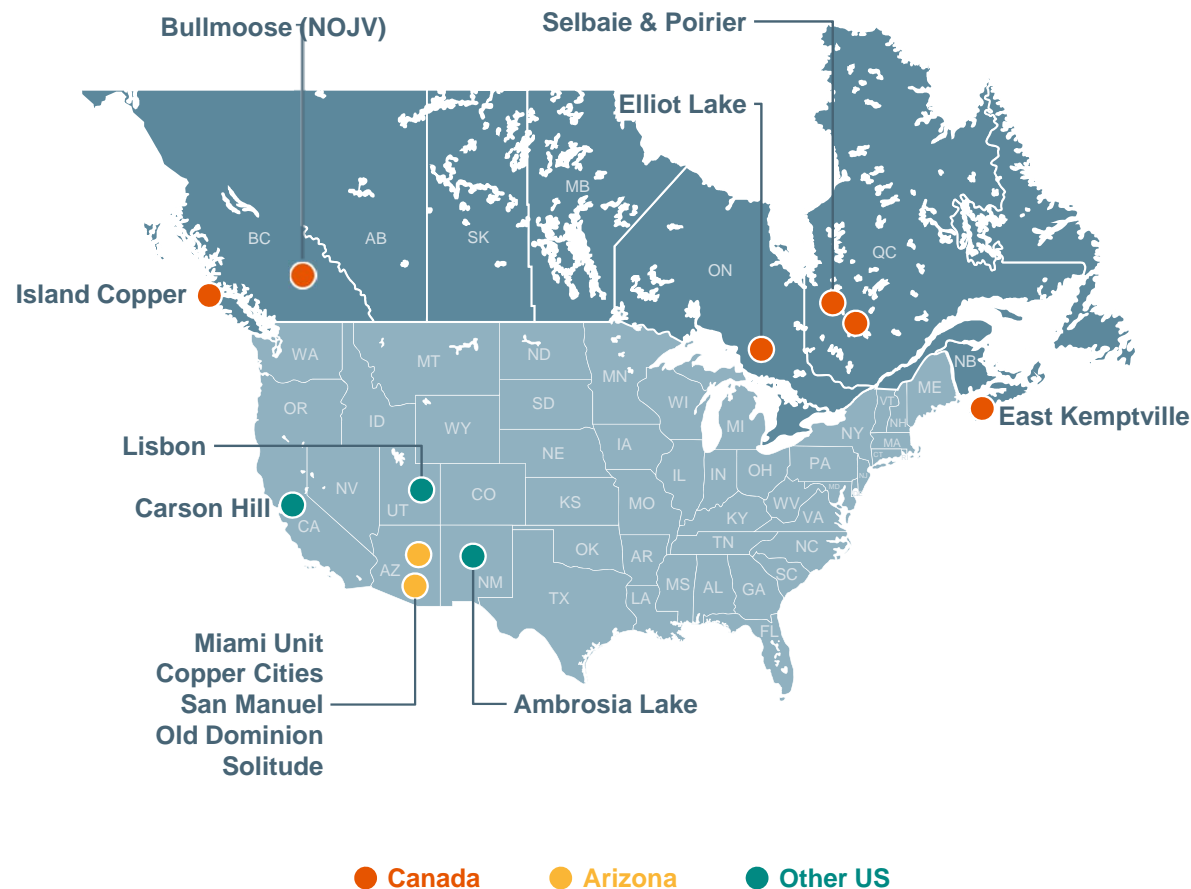 Bullmoose (NOJV)
Selbaie & Poirier
Elliot Lake
MB
BC
AB
SK
ON
QC
Island Copper
WA
MT
ND
MN
NB
OR
ID
SD
WI
MI
VT
ME
NH
East Kemptville
WY
NY
MA
CT
Lisbon
NE
IA
PA
NJ
NV
UT
CO
IL
IN
OH
MD
Carson Hill
CA
KS
MO
WV
VA
KY
AZ
NM
OK
AR
TN
NC
SC
TX
LA
MS
AL
GA
FL
Miami Unit
Copper Cities
San Manuel
Old Dominion
Solitude
Ambrosia Lake
Canada
Arizona
Other US